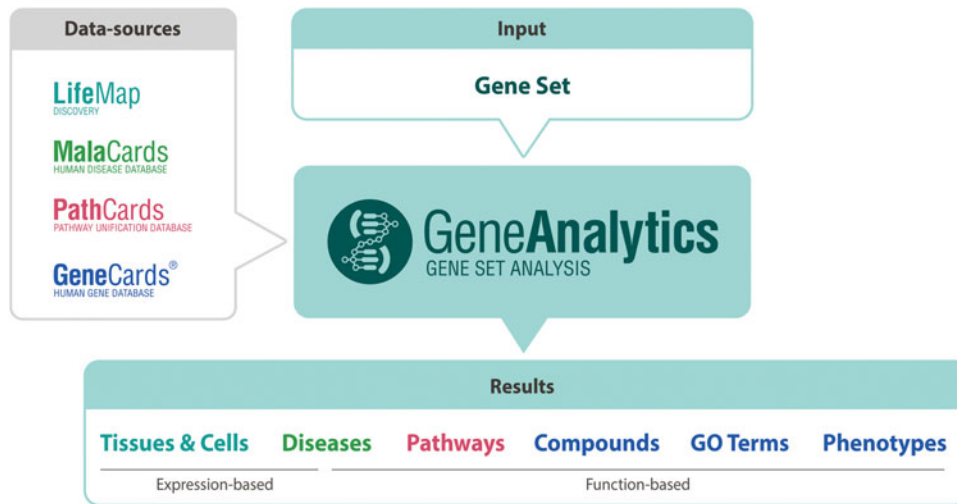 Data-sources
LifeMap
DISCOVERY
MalaCards
HUMAN DISEASE DATABASE
PathCards
PATHWAY UNIFICATION DATABASE
GeneCards®
HUMAN GENE DATABASE
Input
Gene Set
GeneAnalytics
GENE SET ANALYSIS
Results
Tissues & Cells Diseases Pathways Compounds GO Terms Phenotypes
Expression-based Function-based